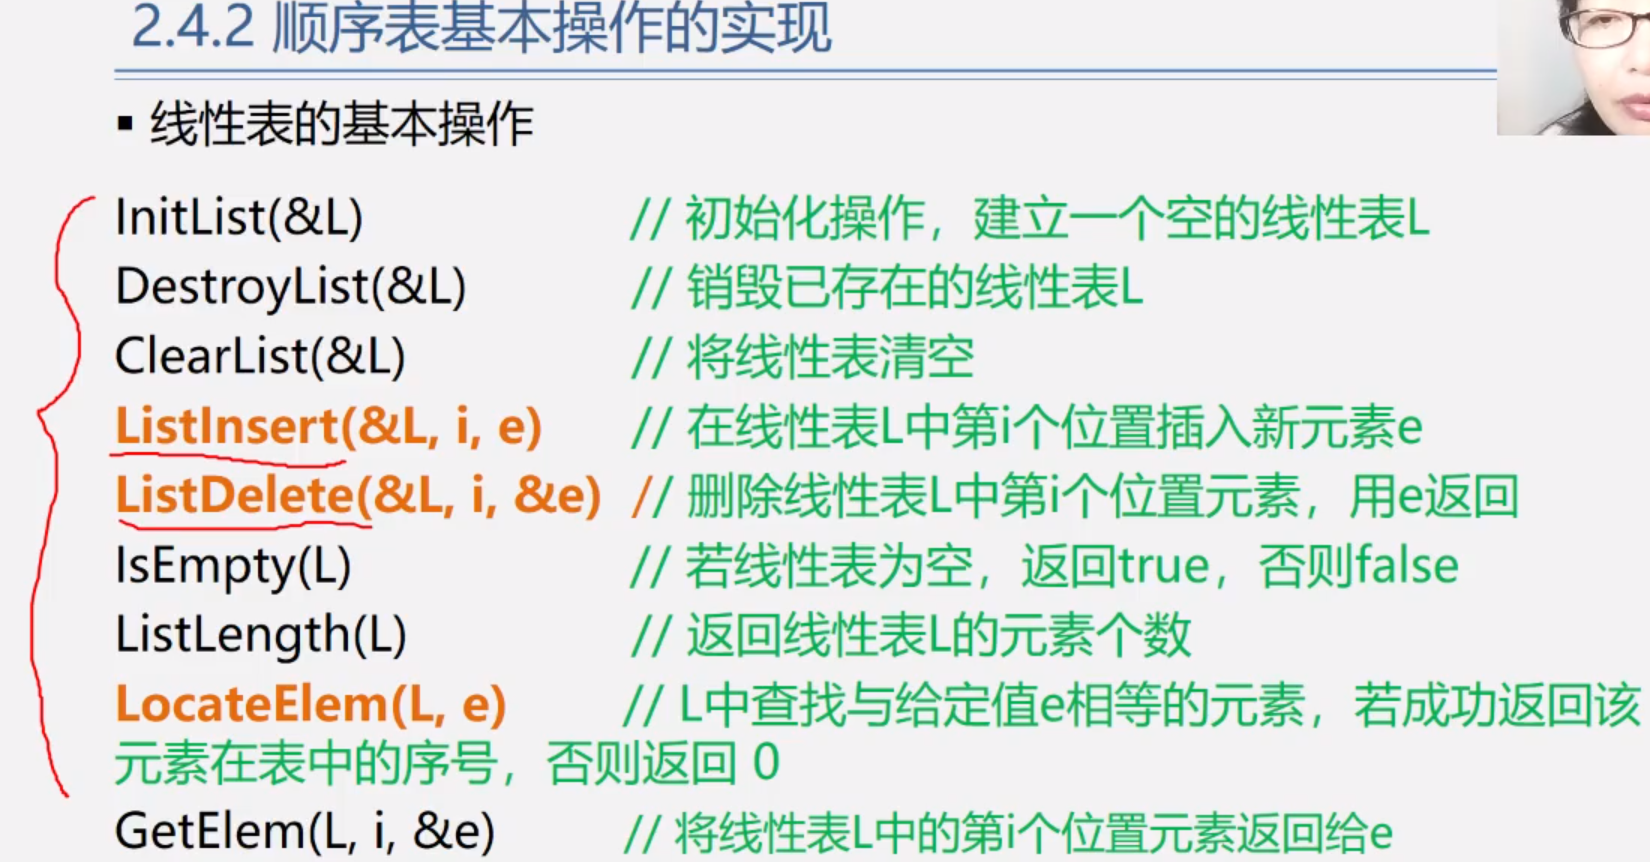 2.4.2 顺序表基本操作的实现
▪ 线性表的基本操作
InitList(&L) // 初始化操作，建立一个空的线性表L
DestroyList(&L) // 销毁已存在的线性表L
ClearList(&L) // 将线性表清空
ListInsert(&L, i, e) // 在线性表L中第i个位置插入新元素e
ListDelete(&L, i, &e) // 删除线性表L中第i个位置元素，用e返回
IsEmpty(L) // 若线性表为空，返回true，否则false
ListLength(L) // 返回线性表L的元素个数
LocateElem(L, e) // L中查找与给定值e相等的元素，若成功返回该
元素在表中的序号，否则返回 0
GetElem(L, i, &e) // 将线性表L中的第i个位置元素返回给e